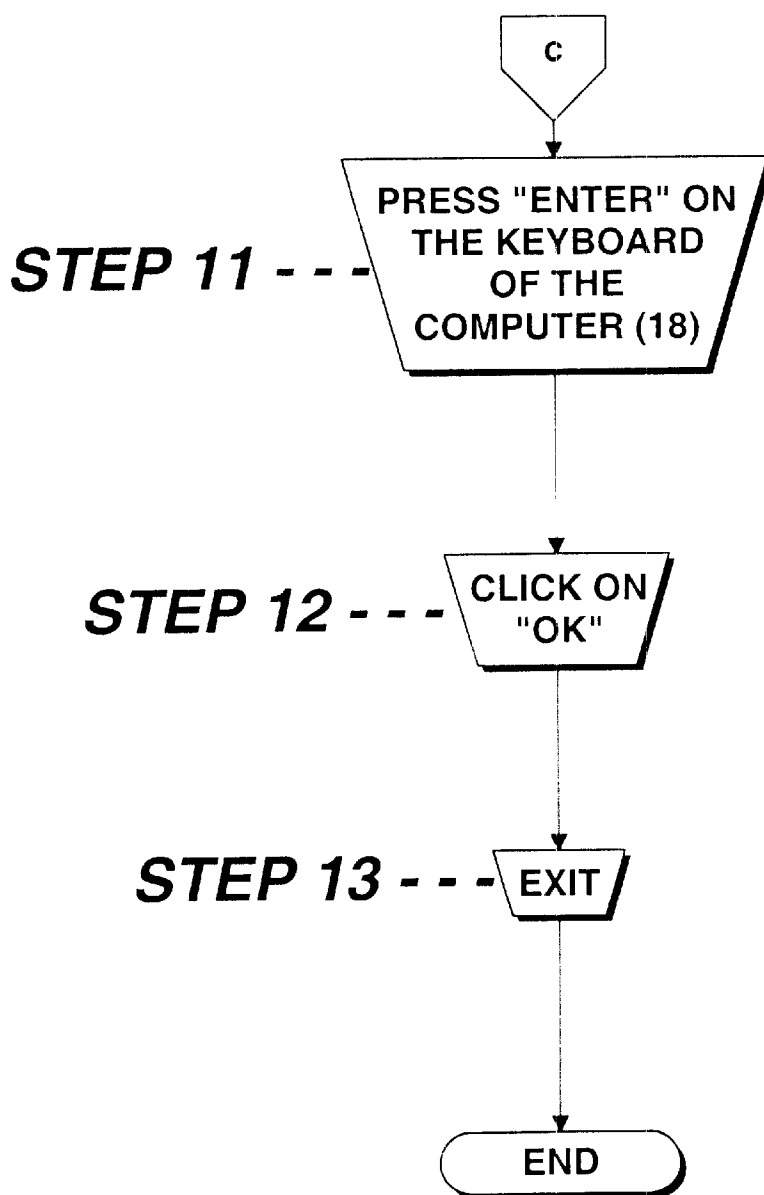 C
PRESS "ENTER" ON
THE KEYBOARD
OF THE
COMPUTER (18)
STEP 11 - - -
CLICK ON
"OK"
STEP 12 - - -
EXIT
STEP 13 - - -
END